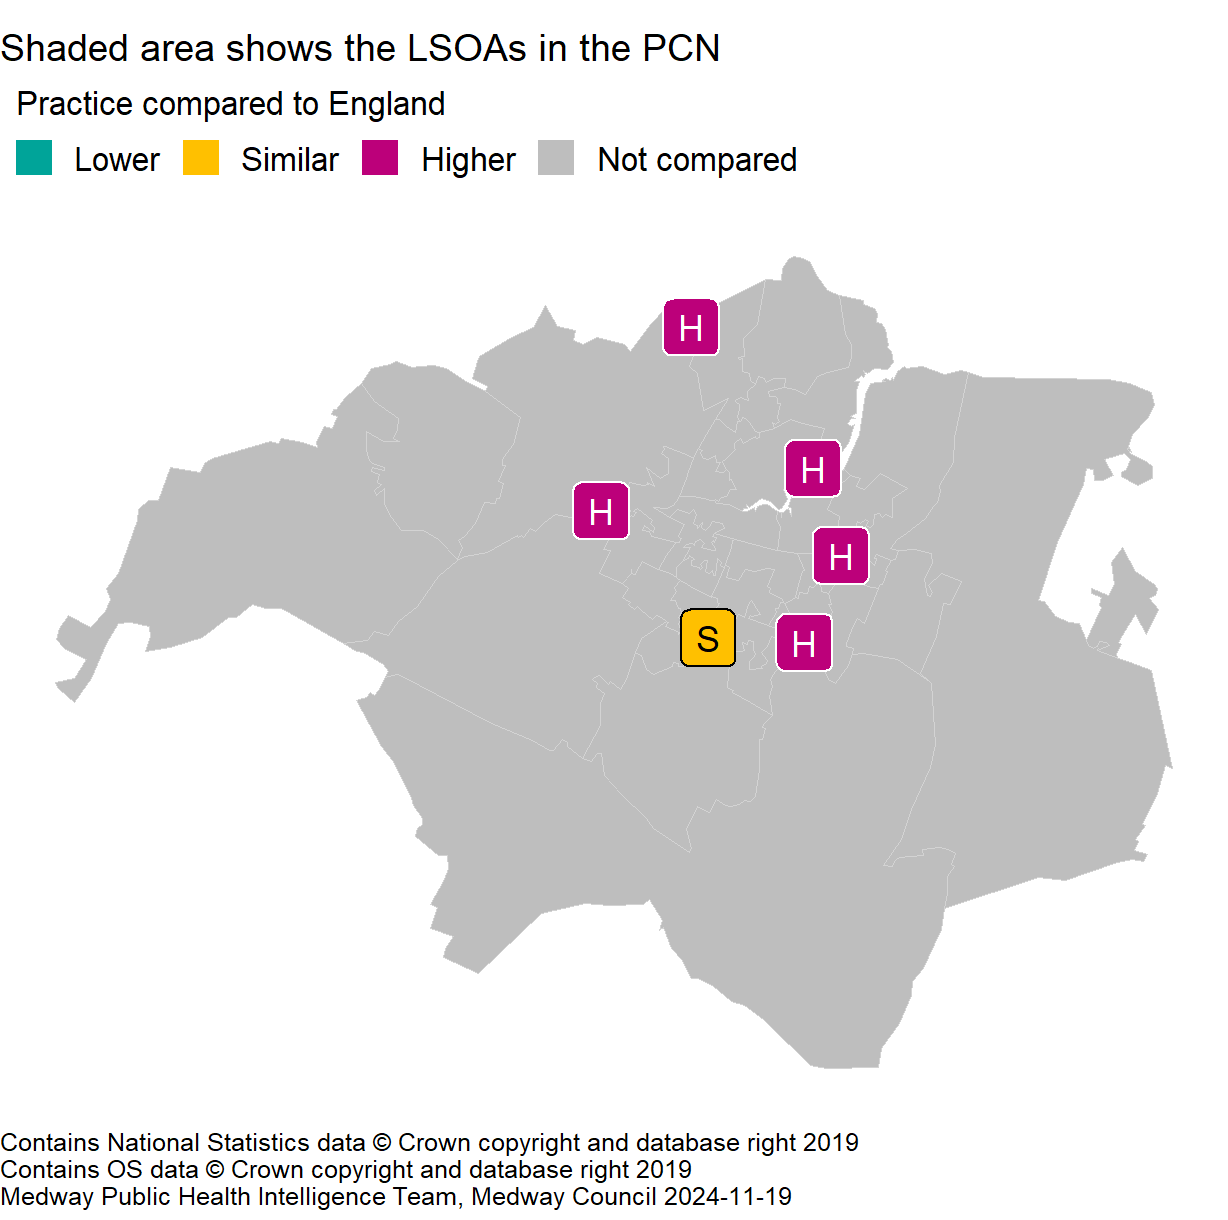 Shaded area shows the LSOAs in the PCN
Practice compared to England
Lower Similar Higher Not compared
H
H
H
H
S
H
Contains National Statistics data © Crown copyright and database right 2019
Contains OS data © Crown copyright and database right 2019
Medway Public Health Intelligence Team, Medway Council 2024-11-19